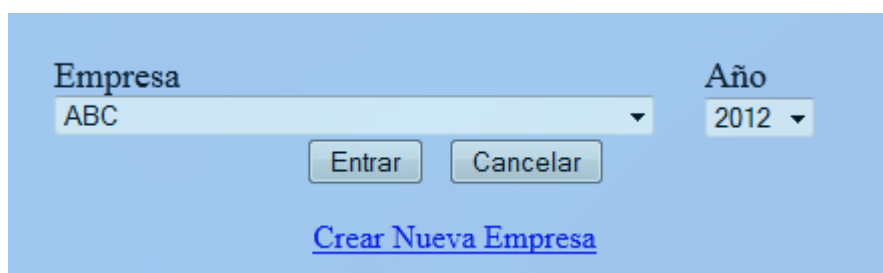 Empresa Año
ABC 2012
Entrar Cancelar
Crear Nueva Empresa